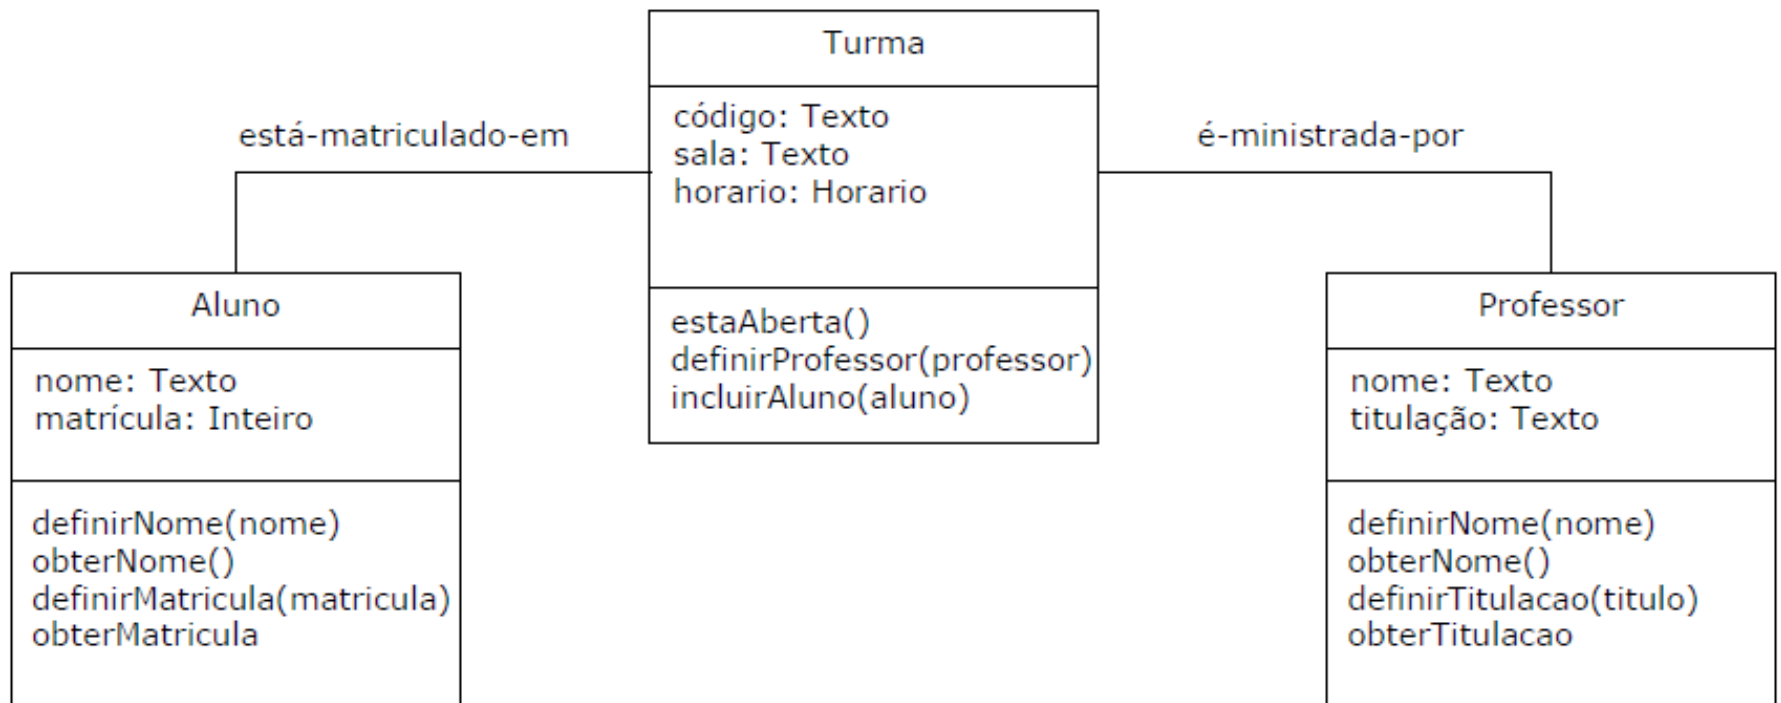 Turma
código: Texto
sala: Texto
horario: Horario
estaAberta()
definirProfessor(professor)
incluirAluno(aluno)
está-matriculado-em
é-ministrada-por
Aluno
nome: Texto
matrícula: Inteiro
definirNome(nome)
obterNome()
definirMatricula(matricula)
obterMatricula
Professor
nome: Texto
titulação: Texto
definirNome(nome)
obterNome()
definirTitulacao(titulo)
obterTitulacao